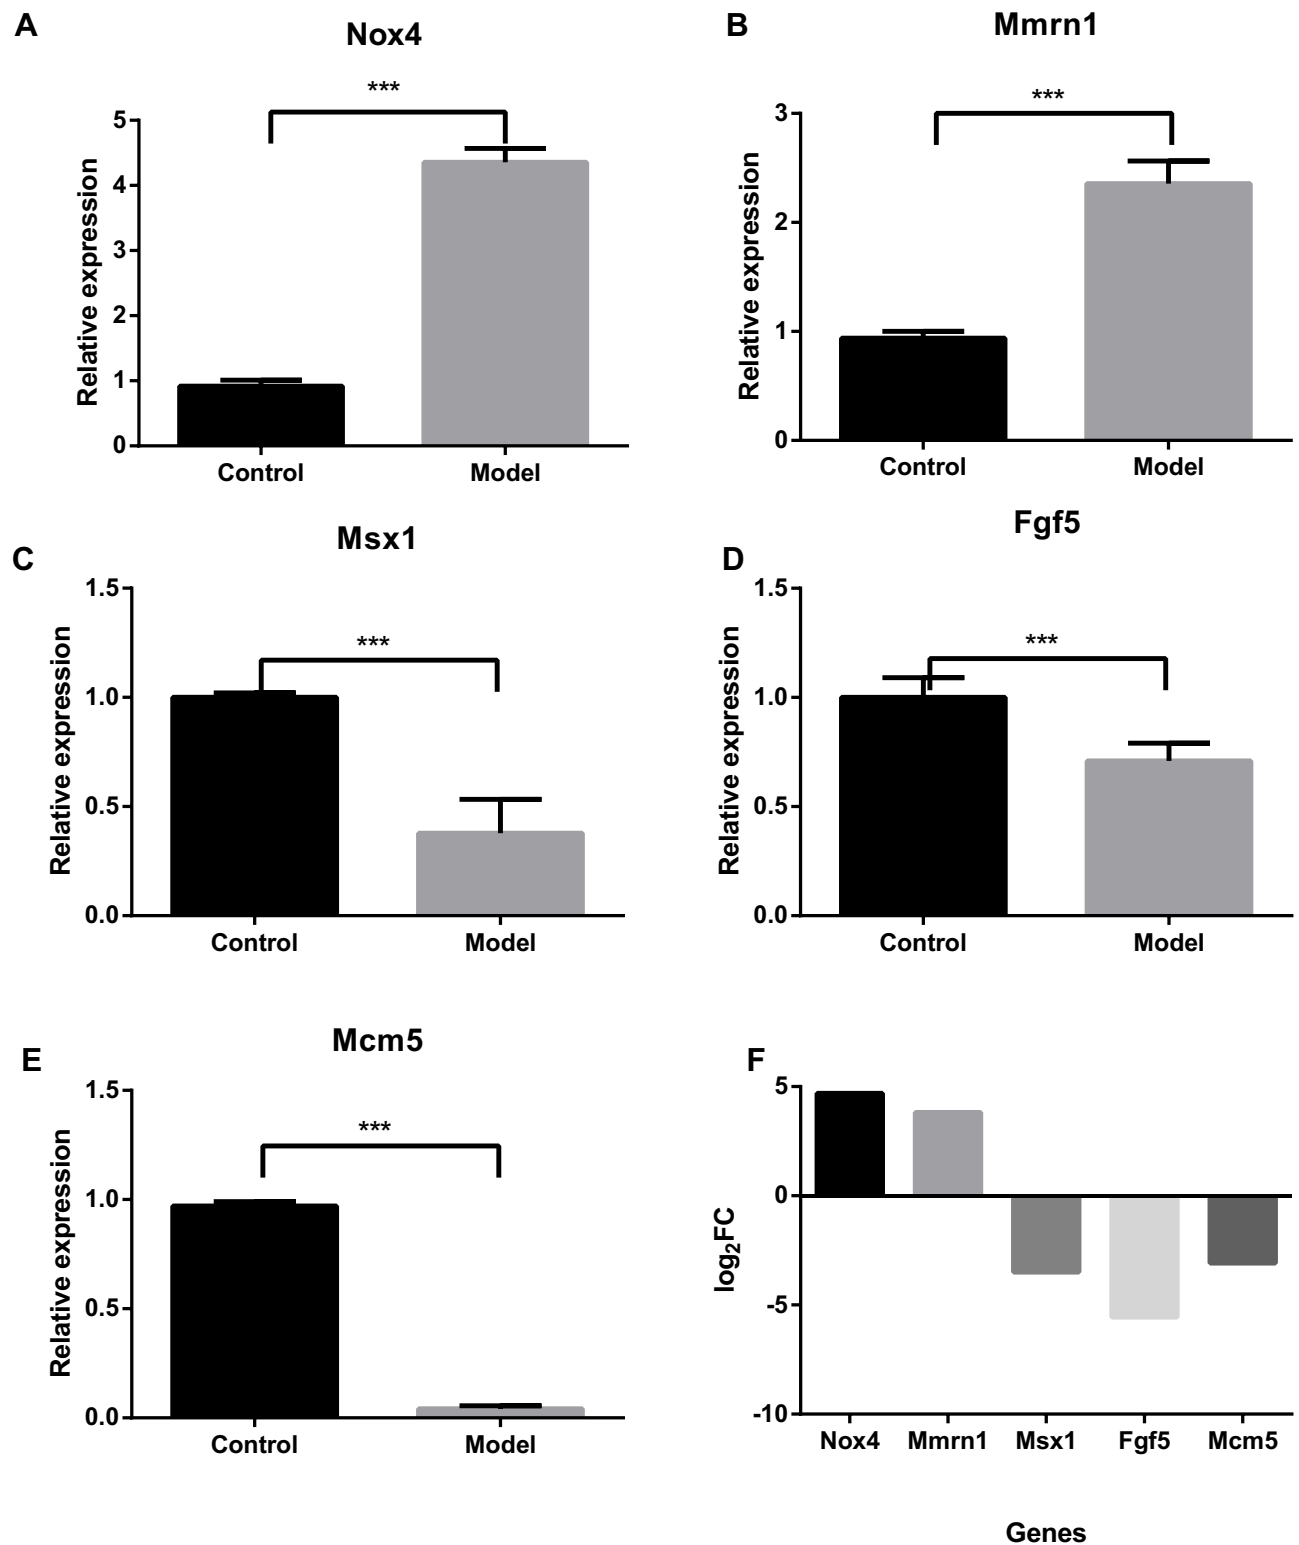 A
Nox4
***
5
4
3
2
1
0
Relative expression
Control Model
B
Mmrn1
***
3
2
1
0
Relative expression
Control Model
C
Msx1
***
1.5
1.0
0.5
0.0
Relative expression
Control Model
D
Fgf5
***
1.5
1.0
0.5
0.0
Relative expression
Control Model
E
Mcm5
***
1.5
1.0
0.5
0.0
Relative expression
Control Model
F
5
0
-5
-10
log₂FC
Nox4 Mmrn1 Msx1 Fgf5 Mcm5
Genes